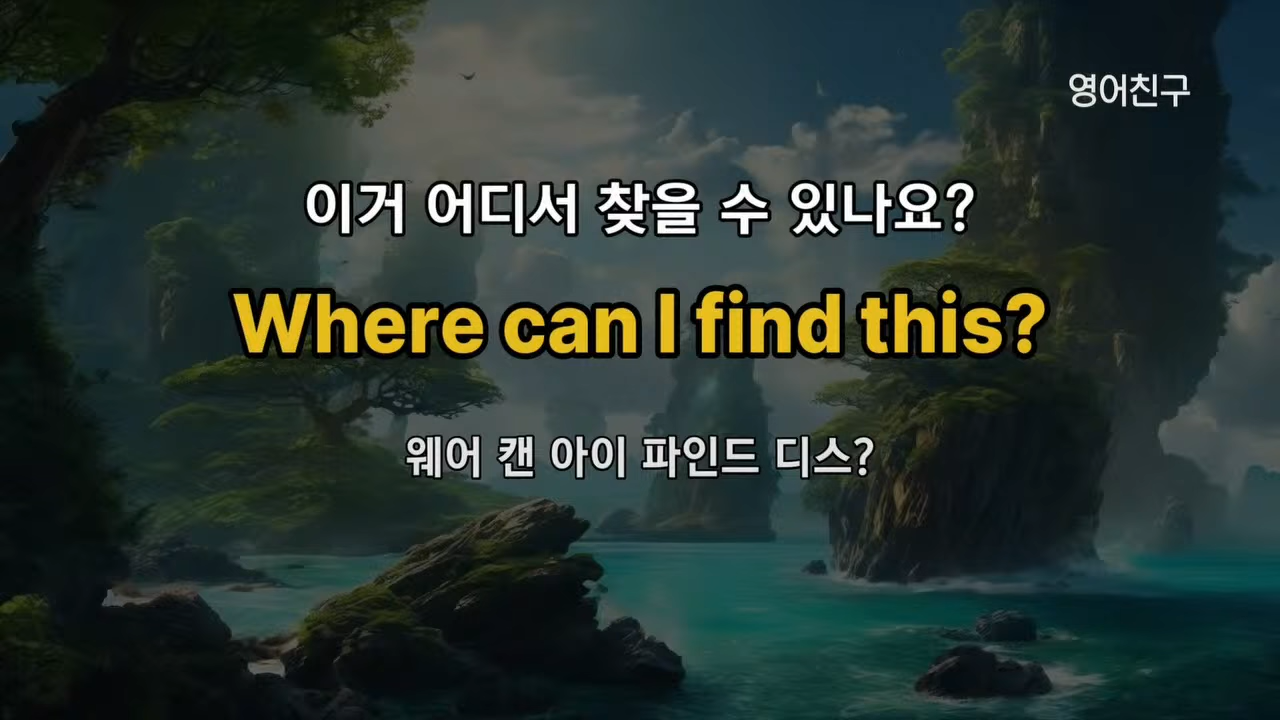 영어친구
이거 어디서 찾을 수 있나요?
Where can I find this?
웨어 캔 아이 파인드 디스?